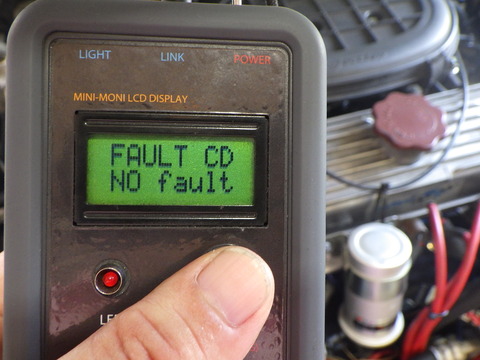 LIGHT LINK POWER
MINI-MONI LCD DISPLAY
FAULT CD
NO fault